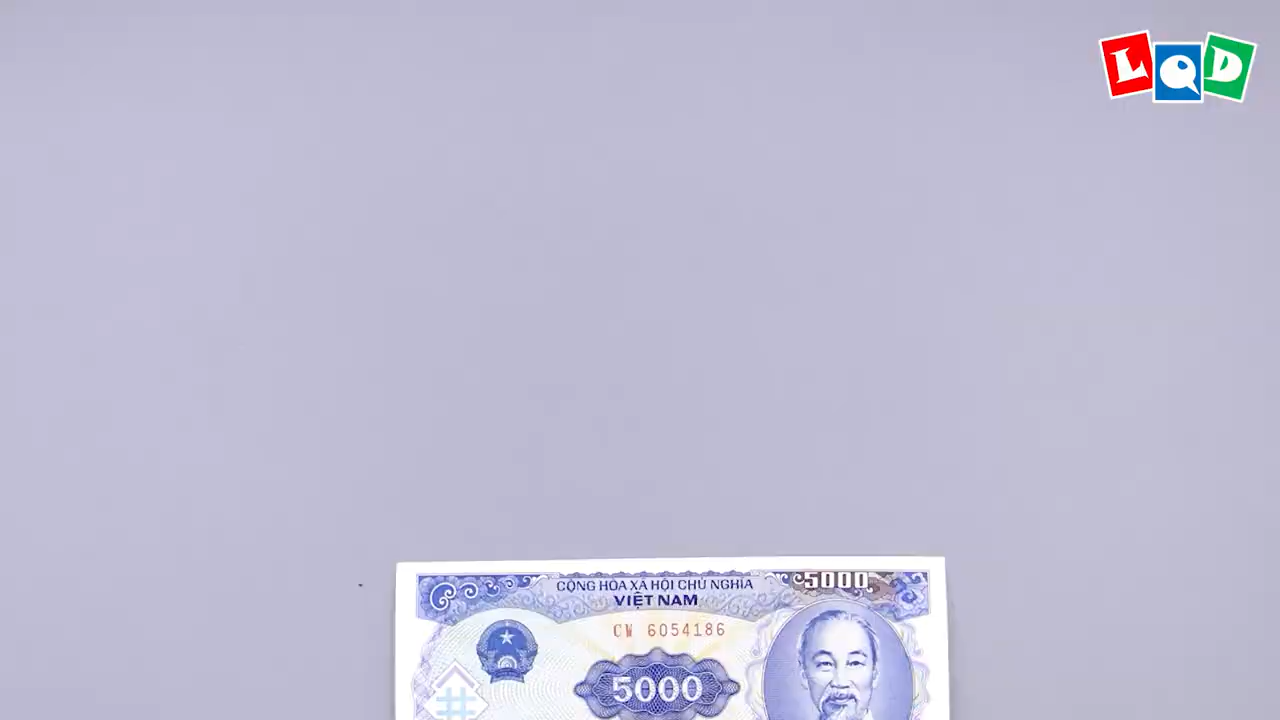 LQD
CỘNG HÒA XÃ HỘI CHỦ NGHĨA
5000
VIỆT NAM
CW 6054186
5000